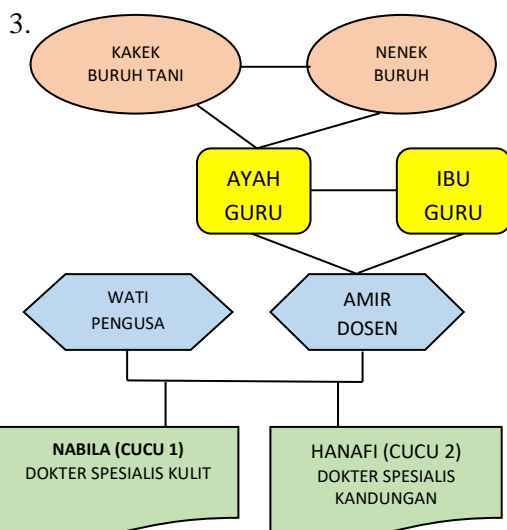 3.
KAKEK
BURUH TANI
NENEK
BURUH
AYAH
GURU
IBU
GURU
WATI
PENGUSA
AMIR
DOSEN
NABILA (CUCU 1)
DOKTER SPESIALIS KULIT
HANAFI (CUCU 2)
DOKTER SPESIALIS
KANDUNGAN